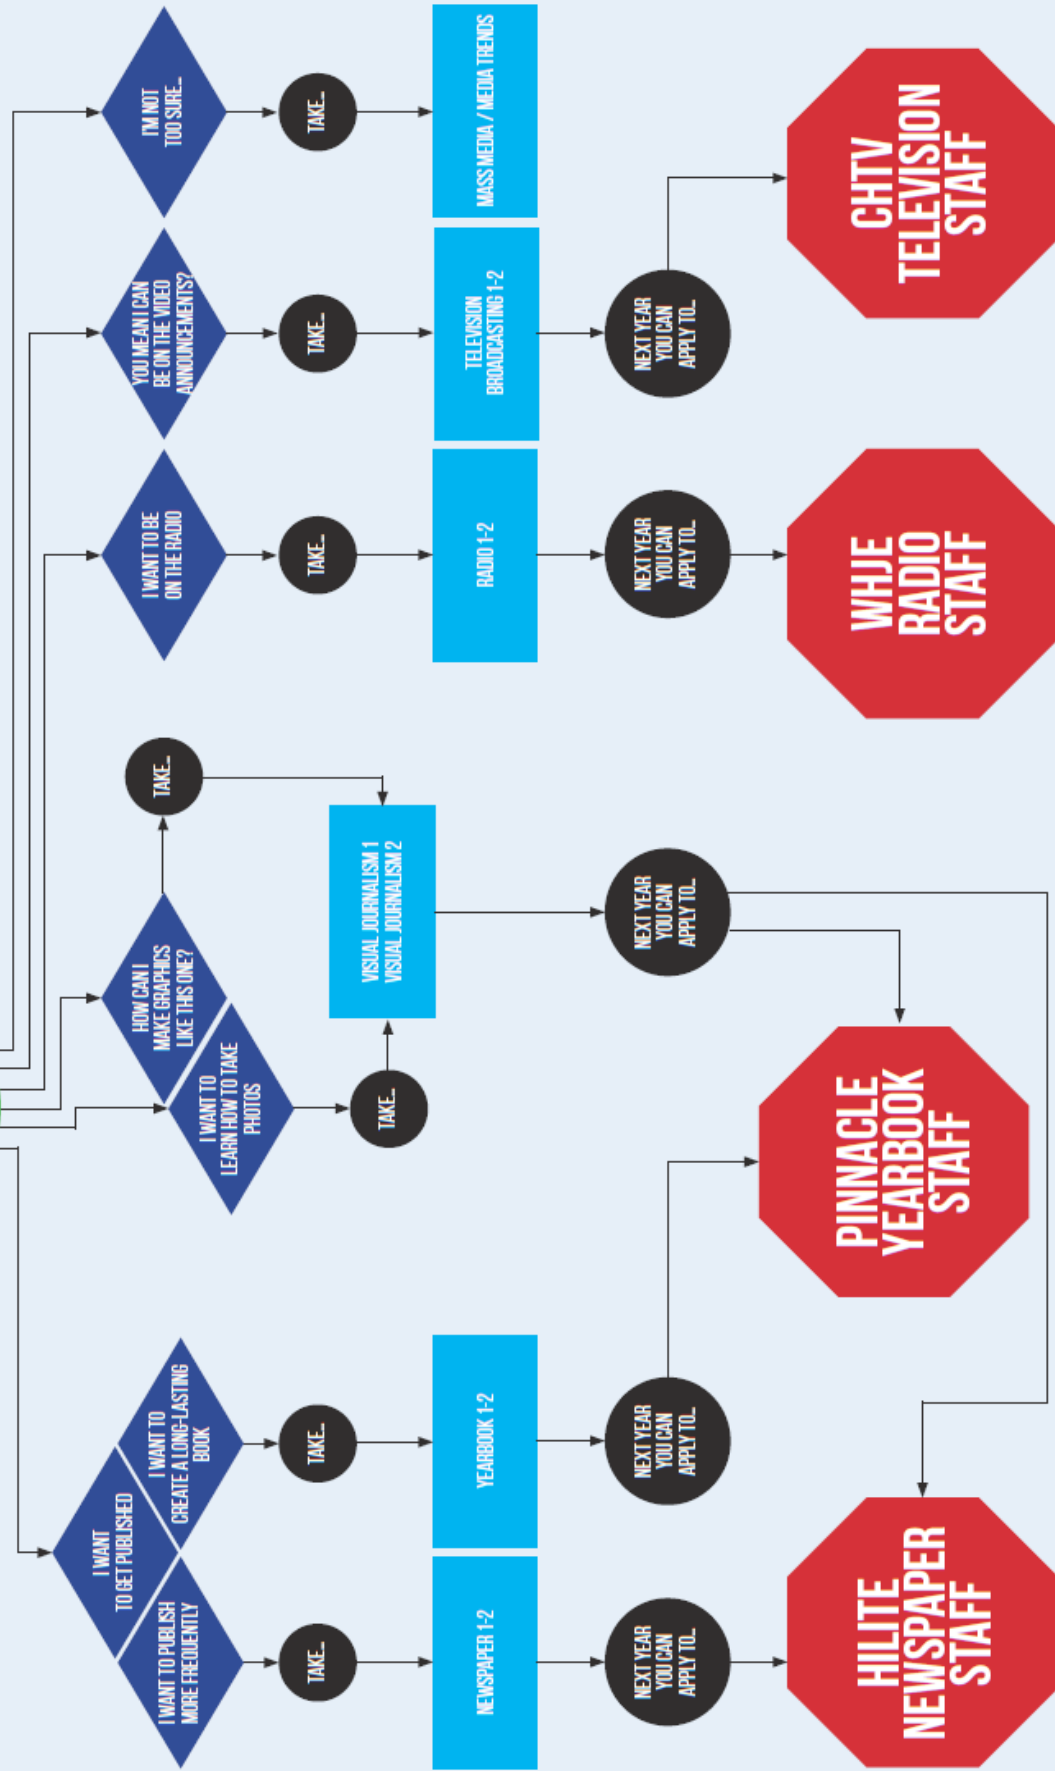 I WANT
TO GET PUBLISHED
I WANT TO PUBLISH
MORE FREQUENTLY
TAKE...
NEWSPAPER 1-2
NEXT YEAR
YOU CAN
APPLY TO...
HILITE
NEWSPAPER
STAFF
I WANT TO
CREATE A LONG-LASTING
BOOK
TAKE...
YEARBOOK 1-2
NEXT YEAR
YOU CAN
APPLY TO...
PINNACLE
YEARBOOK
STAFF
I WANT TO
LEARN HOW TO TAKE
PHOTOS
TAKE...
HOW CAN I
MAKE GRAPHICS
LIKE THIS ONE?
TAKE...
VISUAL JOURNALISM 1
VISUAL JOURNALISM 2
NEXT YEAR
YOU CAN
APPLY TO...
I WANT TO BE
ON THE RADIO
TAKE...
RADIO 1-2
NEXT YEAR
YOU CAN
APPLY TO...
WHJE
RADIO
STAFF
YOU MEAN I CAN
BE ON THE VIDEO
ANNOUNCEMENTS?
TAKE...
TELEVISION
BROADCASTING 1-2
NEXT YEAR
YOU CAN
APPLY TO...
CHTV
TELEVISION
STAFF
I'M NOT
TOO SURE...
TAKE...
MASS MEDIA / MEDIA TRENDS